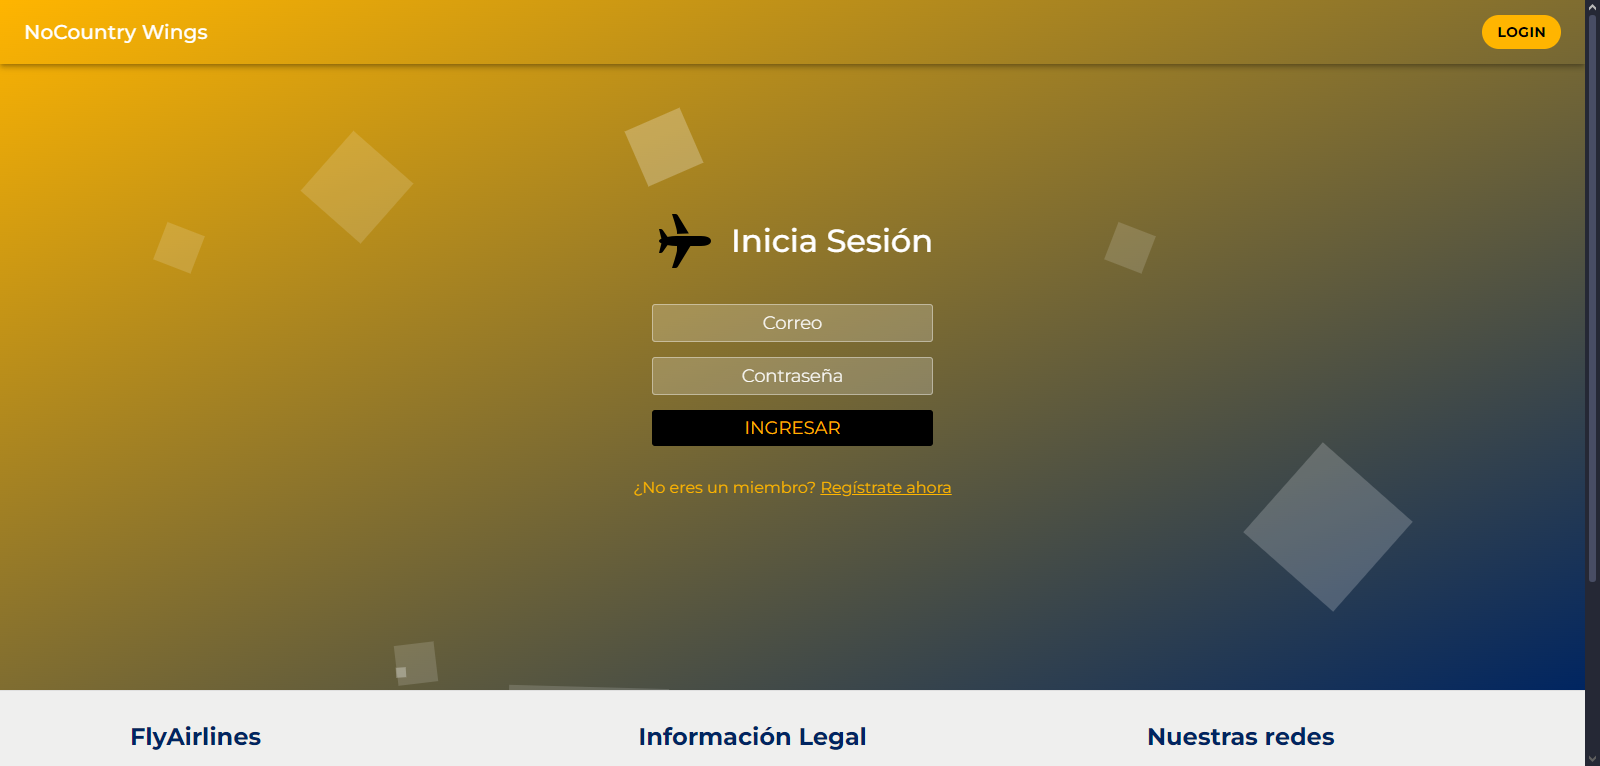 NoCountry Wings
LOGIN
Inicia Sesión
Correo
Contraseña
INGRESAR
¿No eres un miembro? Regístrate ahora
FlyAirlines
Información Legal
Nuestras redes